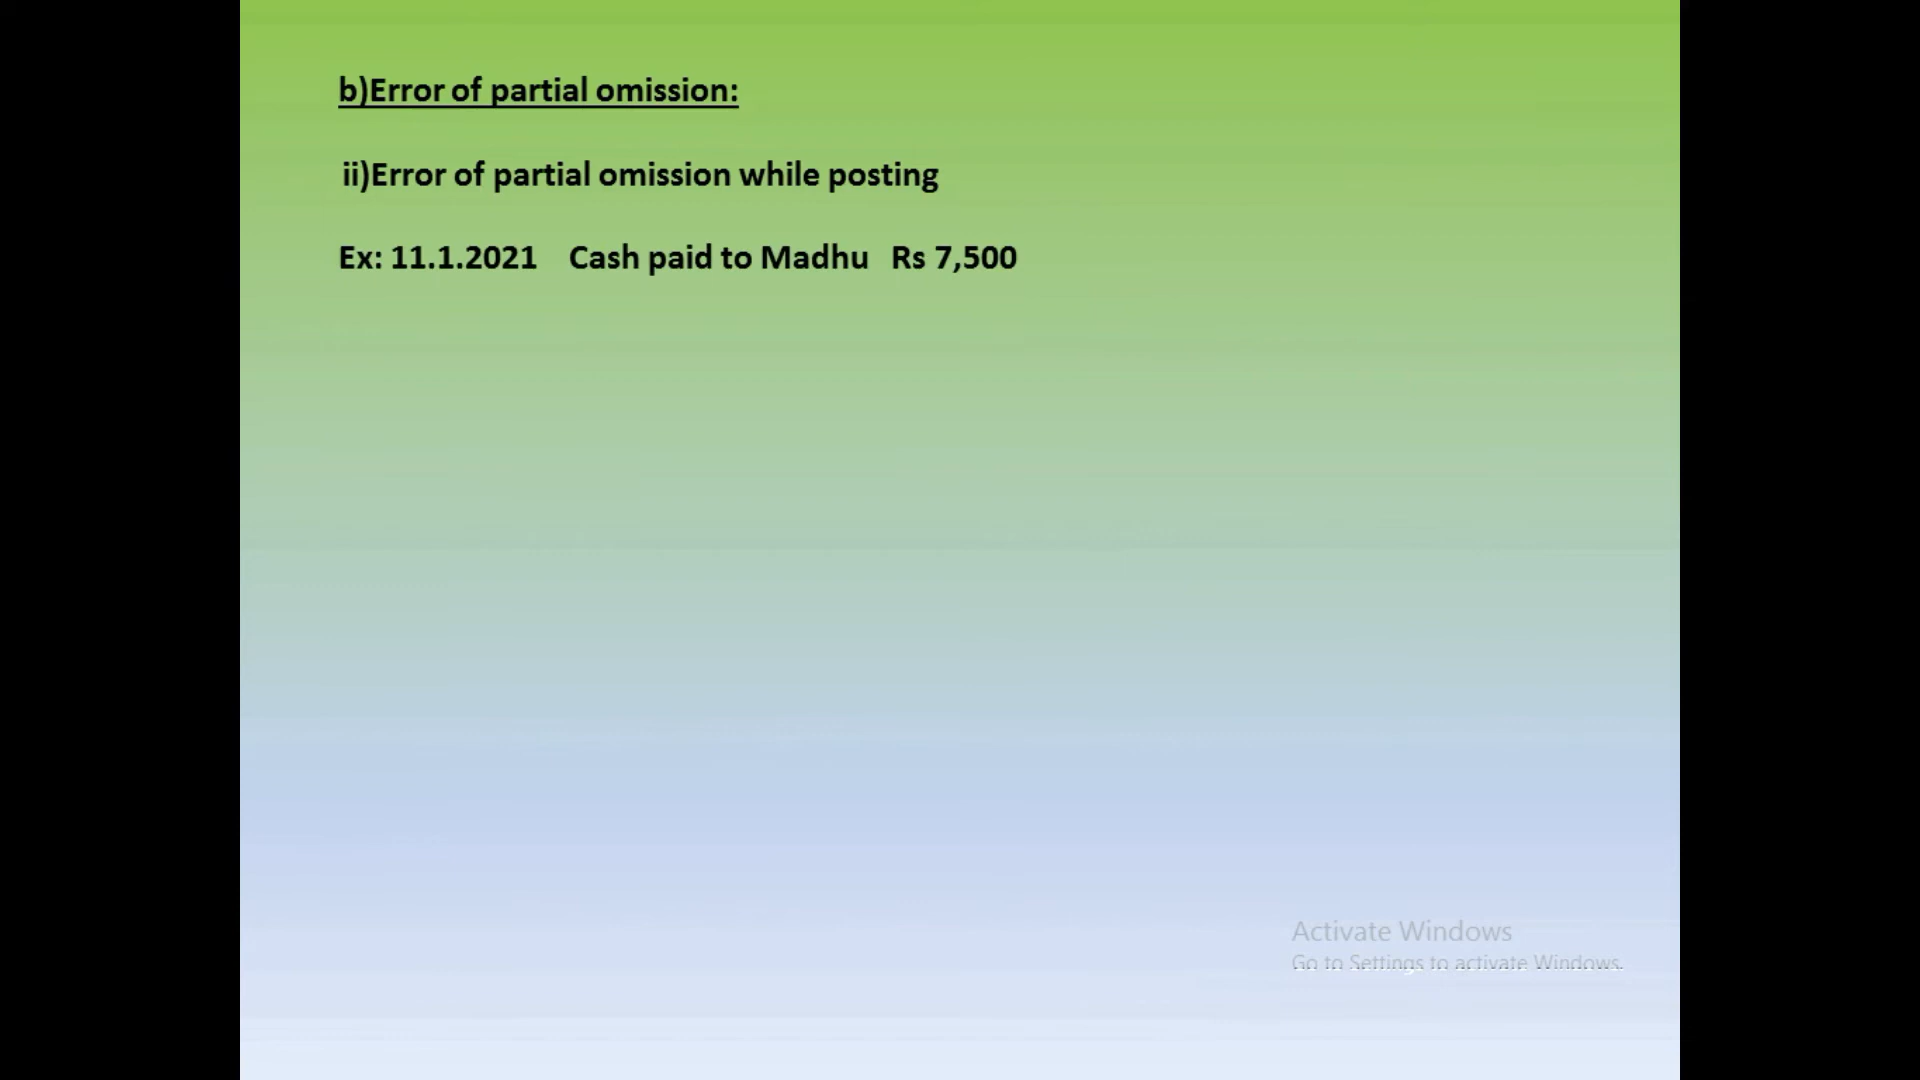 b)Error of partial omission:
ii)Error of partial omission while posting
Ex: 11.1.2021 Cash paid to Madhu Rs 7,500
Activate Windows
Go to Settings to activate Windows.